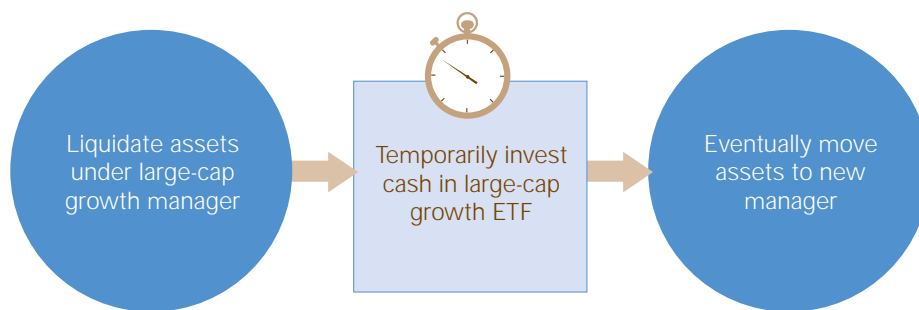 Liquidate assets
under large-cap
growth manager
Temporarily invest
cash in large-cap
growth ETF
Eventually move
assets to new
manager